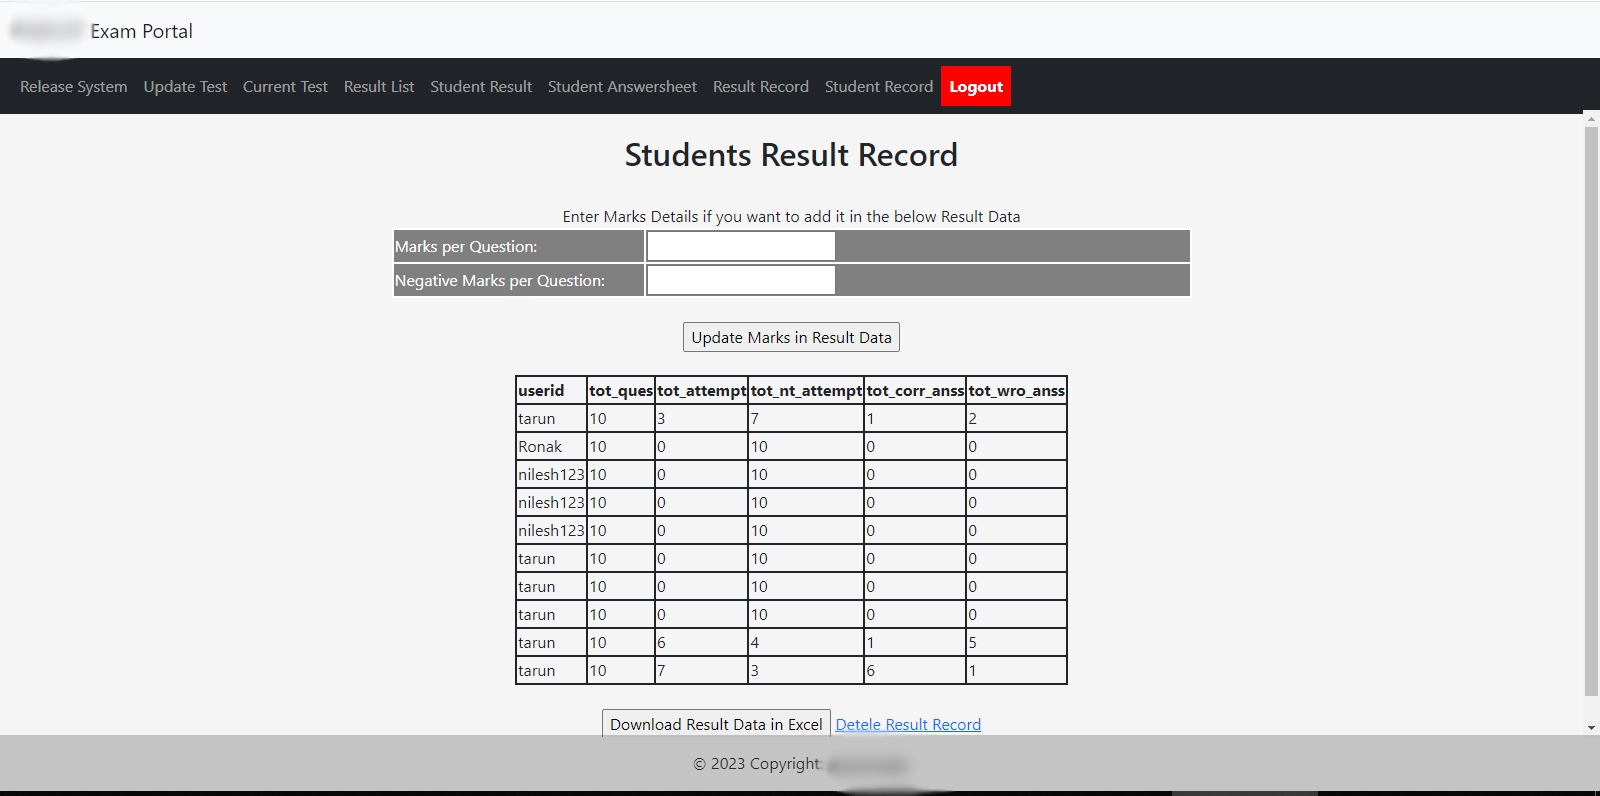 Exam Portal
Release System Update Test Current Test Result List Student Result Student Answersheet Result Record Student Record Logout
Students Result Record
Enter Marks Details if you want to add it in the below Result Data
Marks per Question:
Negative Marks per Question:
Update Marks in Result Data
userid tot_ques tot_attempt tot_nt_attempt tot_corr_anss tot_wro_anss
tarun 10 3 7 1 2
Ronak 10 0 10 0 0
nilesh123 10 0 10 0 0
nilesh123 10 0 10 0 0
nilesh123 10 0 10 0 0
tarun 10 0 10 0 0
tarun 10 0 10 0 0
tarun 10 0 10 0 0
tarun 10 6 4 1 5
tarun 10 7 3 6 1
Download Result Data in Excel Detele Result Record
© 2023 Copyright: